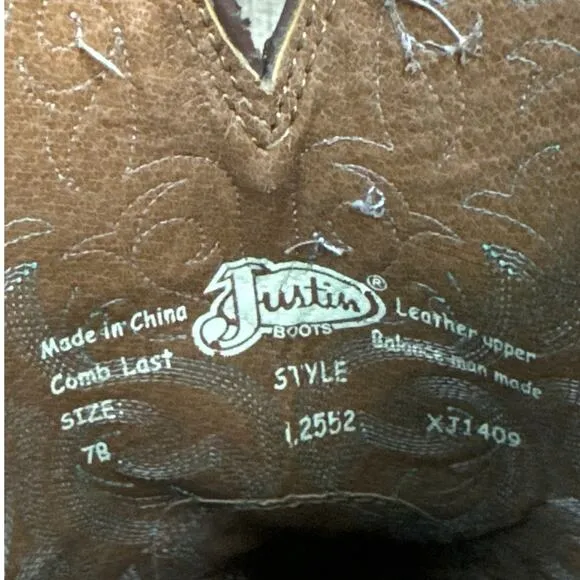 Justin®
BOOTS
Made in China
Comb Last
SIZE:
7B
STYLE
L2552
Leather upper
Balance man made
XJ1409